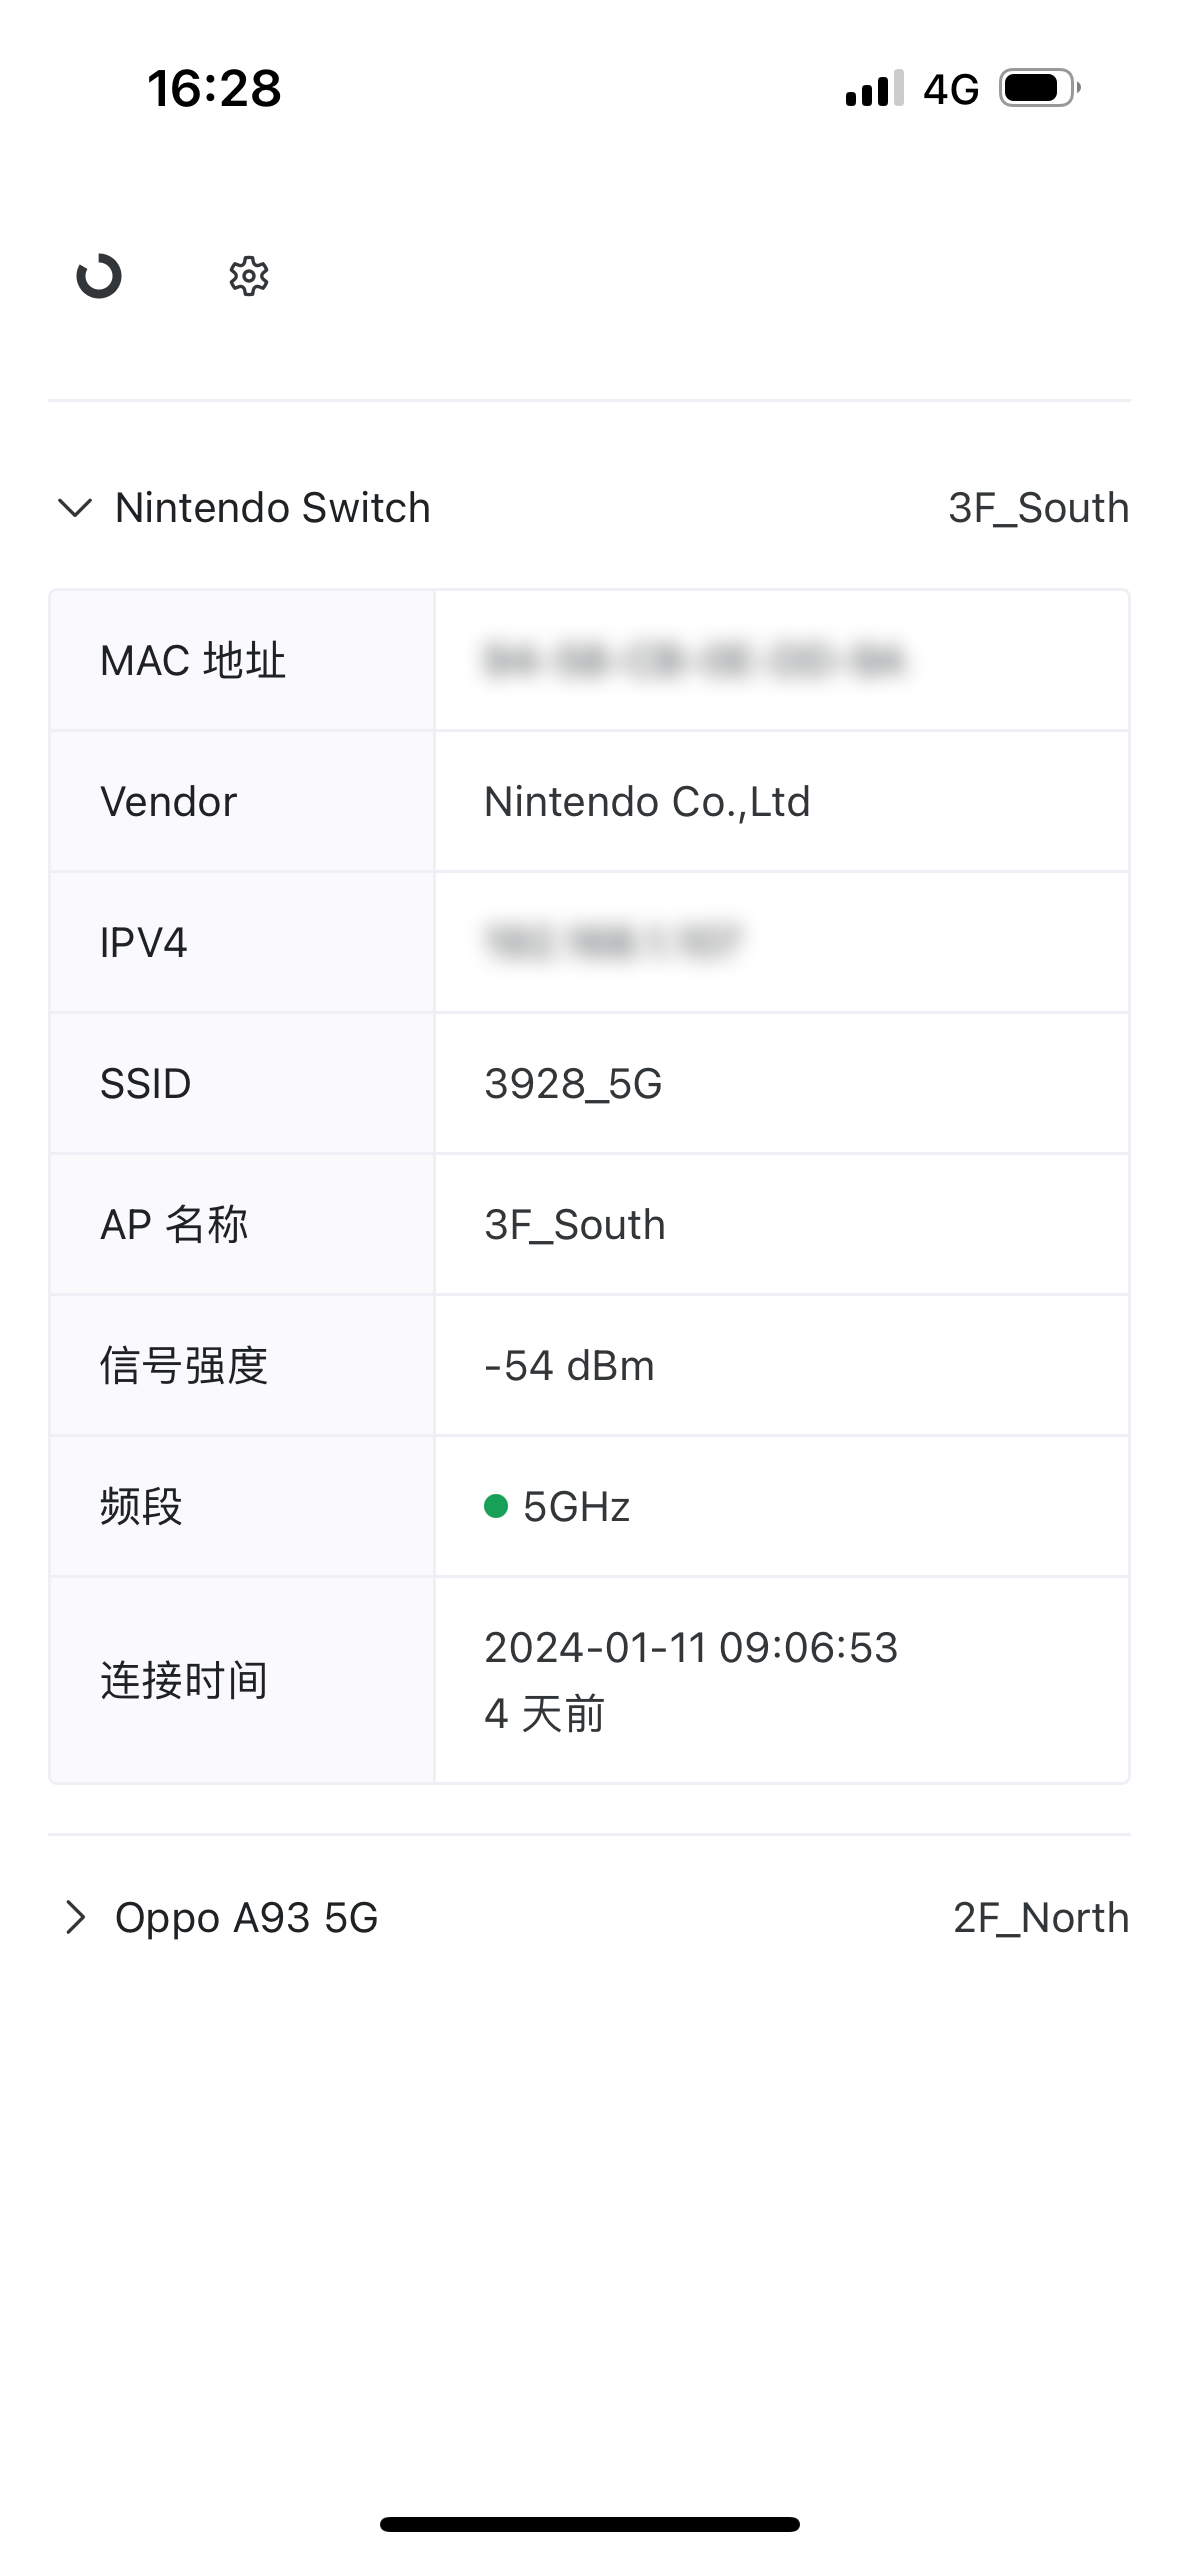 16:28
4G
Nintendo Switch
3F_South
MAC 地址
Vendor
Nintendo Co.,Ltd
IPV4
SSID
3928_5G
AP 名称
3F_South
信号强度
-54 dBm
频段
5GHz
连接时间
2024-01-11 09:06:53
4 天前
Oppo A93 5G
2F_North